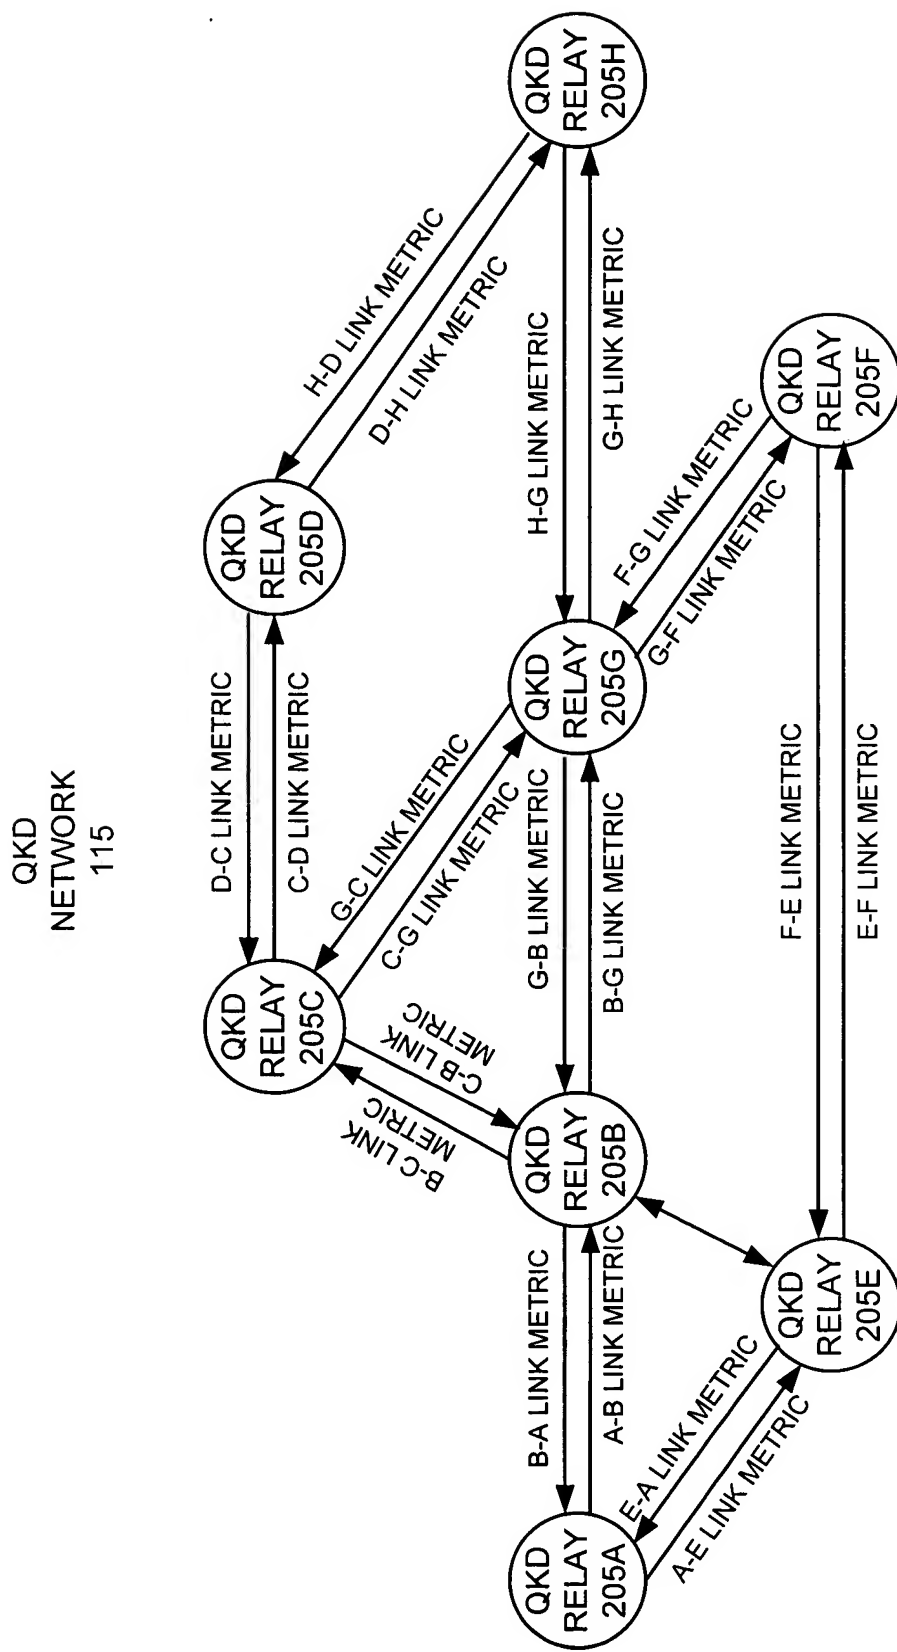 QKD
NETWORK
115
QKD
RELAY
205A
QKD
RELAY
205B
QKD
RELAY
205C
QKD
RELAY
205D
QKD
RELAY
205E
QKD
RELAY
205F
QKD
RELAY
205G
QKD
RELAY
205H
B-A LINK METRIC
A-B LINK METRIC
E-A LINK METRIC
A-E LINK METRIC
B-C LINK
METRIC
C-B LINK
METRIC
D-C LINK METRIC
C-D LINK METRIC
G-C LINK METRIC
C-G LINK METRIC
G-B LINK METRIC
B-G LINK METRIC
H-D LINK METRIC
D-H LINK METRIC
H-G LINK METRIC
G-H LINK METRIC
F-G LINK METRIC
G-F LINK METRIC
F-E LINK METRIC
E-F LINK METRIC